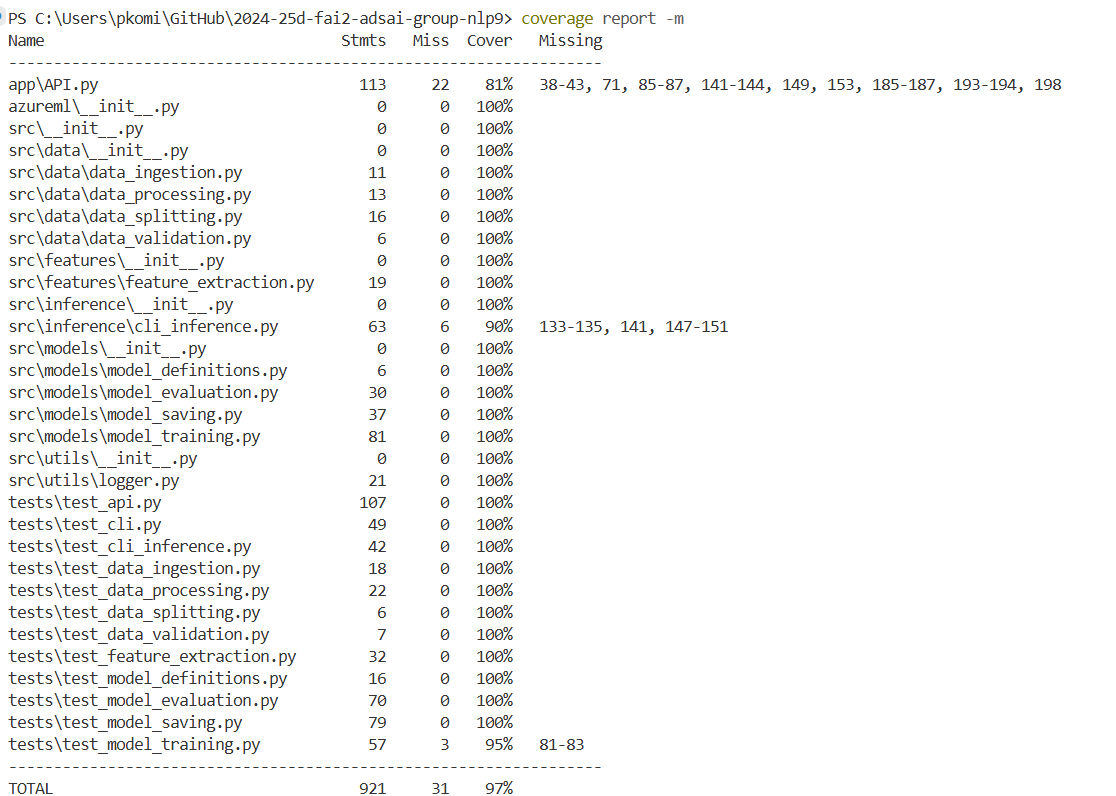 PS C:\Users\pkomi\GitHub\2024-25d-fai2-adsai-group-nlp9> coverage report -m
Name                                  Stmts   Miss  Cover   Missing
-----------------------------------------------------------------
app\API.py                              113     22    81%   38-43, 71, 85-87, 141-144, 149, 153, 185-187, 193-194, 198
azureml\__init__.py                       0      0   100%
src\__init__.py                           0      0   100%
src\data\__init__.py                      0      0   100%
src\data\data_ingestion.py               11      0   100%
src\data\data_processing.py              13      0   100%
src\data\data_splitting.py               16      0   100%
src\data\data_validation.py               6      0   100%
src\features\__init__.py                  0      0   100%
src\features\feature_extraction.py       19      0   100%
src\inference\__init__.py                 0      0   100%
src\inference\cli_inference.py           63      6    90%   133-135, 141, 147-151
src\models\__init__.py                    0      0   100%
src\models\model_definitions.py           6      0   100%
src\models\model_evaluation.py           30      0   100%
src\models\model_saving.py               37      0   100%
src\models\model_training.py             81      0   100%
src\utils\__init__.py                     0      0   100%
src\utils\logger.py                      21      0   100%
tests\test_api.py                       107      0   100%
tests\test_cli.py                        49      0   100%
tests\test_cli_inference.py              42      0   100%
tests\test_data_ingestion.py             18      0   100%
tests\test_data_processing.py            22      0   100%
tests\test_data_splitting.py              6      0   100%
tests\test_data_validation.py             7      0   100%
tests\test_feature_extraction.py         32      0   100%
tests\test_model_definitions.py          16      0   100%
tests\test_model_evaluation.py           70      0   100%
tests\test_model_saving.py               79      0   100%
tests\test_model_training.py             57      3    95%   81-83
-----------------------------------------------------------------
TOTAL                                   921     31    97%